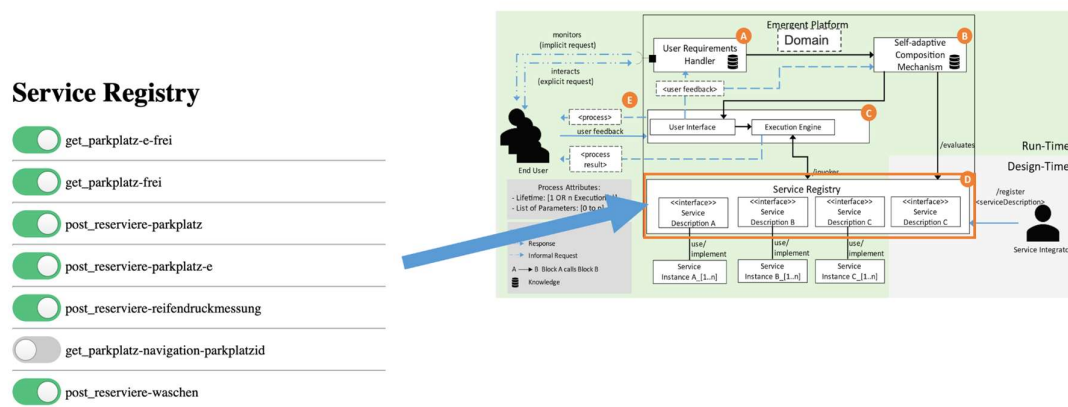 Service Registry
get_parkplatz-e-frei
get_parkplatz-frei
post_reserviere-parkplatz
post_reserviere-parkplatz-e
post_reserviere-reifendruckmessung
get_parkplatz-navigation-parkplatzid
post_reserviere-waschen
Emergent Platform
Domain
monitors
(implicit request)
interacts
(explicit request)
A
User Requirements
Handler
B
Self-adaptive
Composition
Mechanism
<user feedback>
E
<process>
user feedback
<process
result>
End User
C
User Interface
Execution Engine
/evaluates
Run-Time
Design-Time
Process Attributes:
- Lifetime: [1 OR n
- List of Parameters: [0 to n]
Response
Informal Request
A
B Block A calls Block B
Knowledge
D
Service Registry
<<interface>>
Service
Description A
<<interface>>
Service
Description B
<<interface>>
Service
Description C
<<interface>>
Service
Description C
/register
<serviceDescription>
Service Integrato
use/
implement
use/
implement
use/
implement
Service
Instance A_[1..n]
Service
Instance B_[1..n]
Service
Instance C_[1..n]